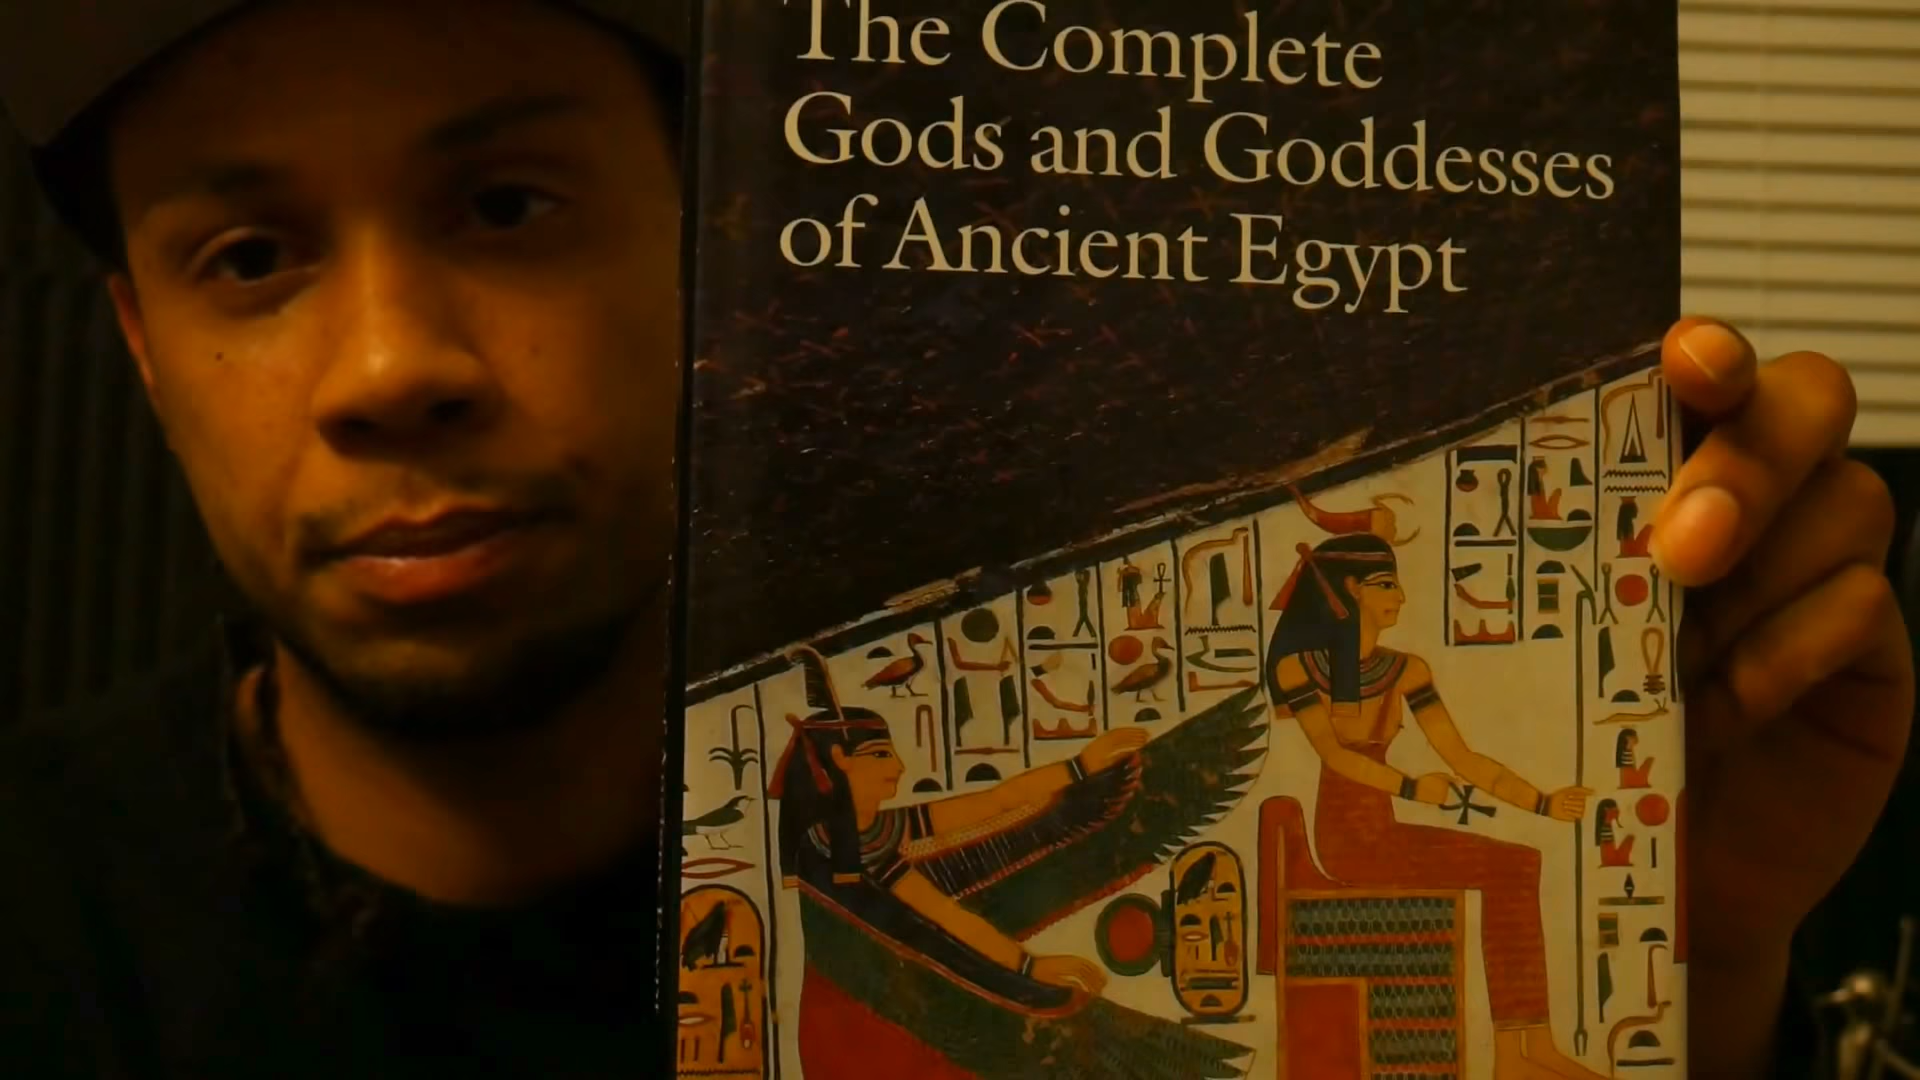 The Complete
Gods and Goddesses
of Ancient Egypt